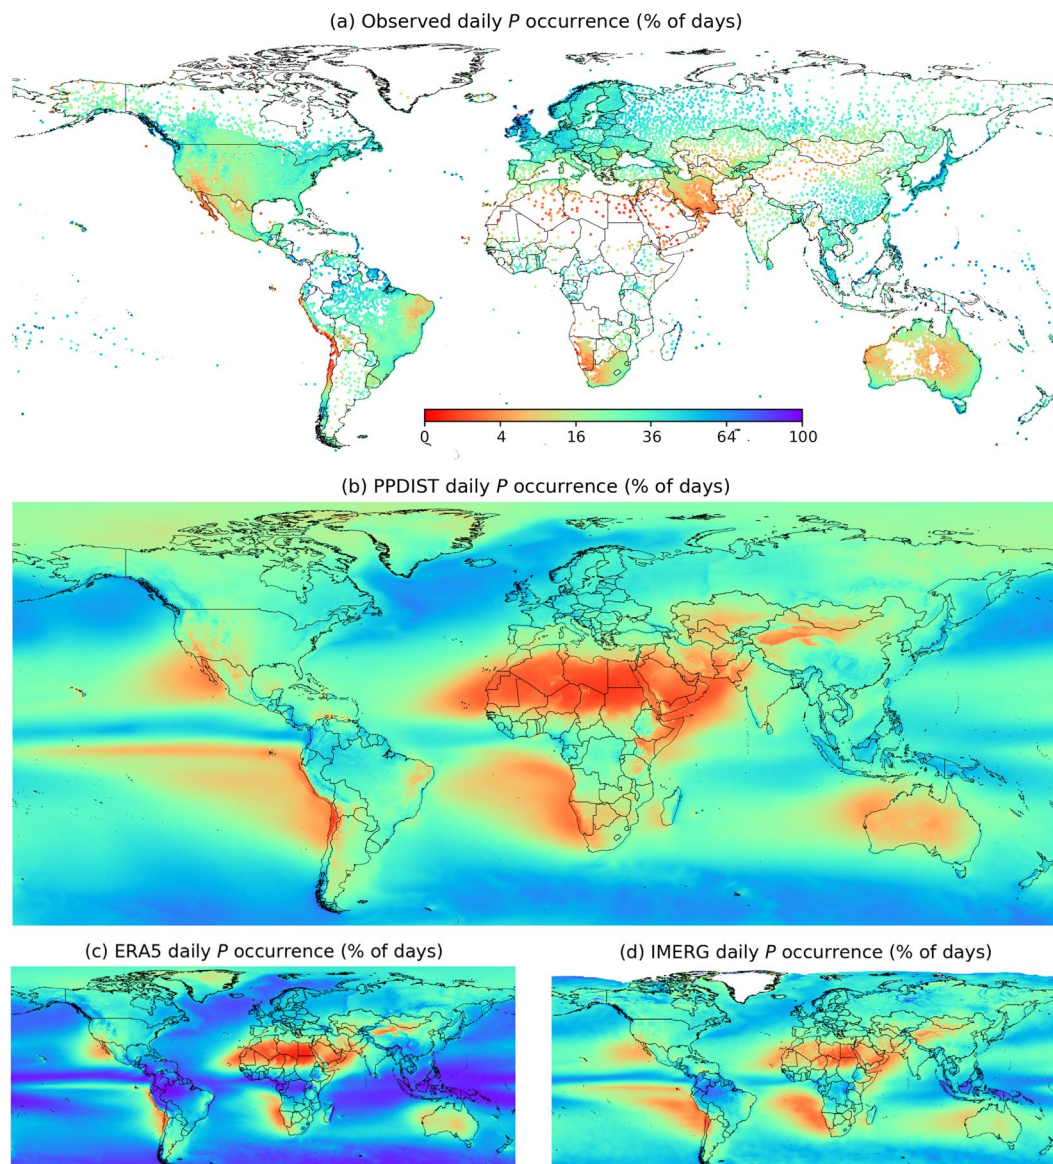 (a) Observed daily P occurrence (% of days)
0 4 16 36 64 100
(b) PPDIST daily P occurrence (% of days)
(c) ERA5 daily P occurrence (% of days)
(d) IMERG daily P occurrence (% of days)